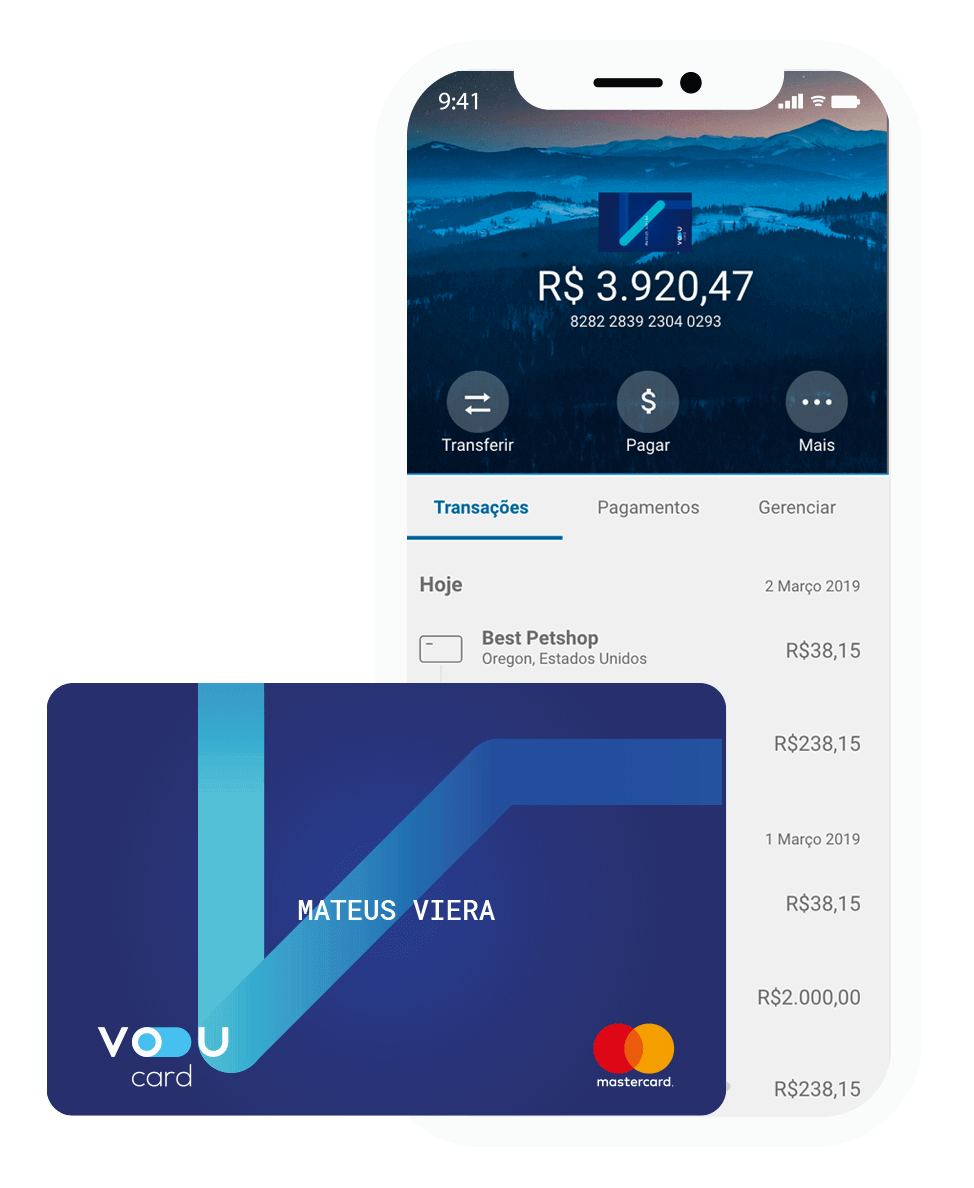 9:41
R$ 3.920,47
8282 2839 2304 0293
Transferir Pagar Mais
Transações Pagamentos Gerenciar
Hoje 2 Março 2019
Best Petshop
Oregon, Estados Unidos
R$38,15
R$238,15
1 Março 2019
R$38,15
R$2.000,00
R$238,15
MATEUS VIERA
VOOU
card
mastercard.